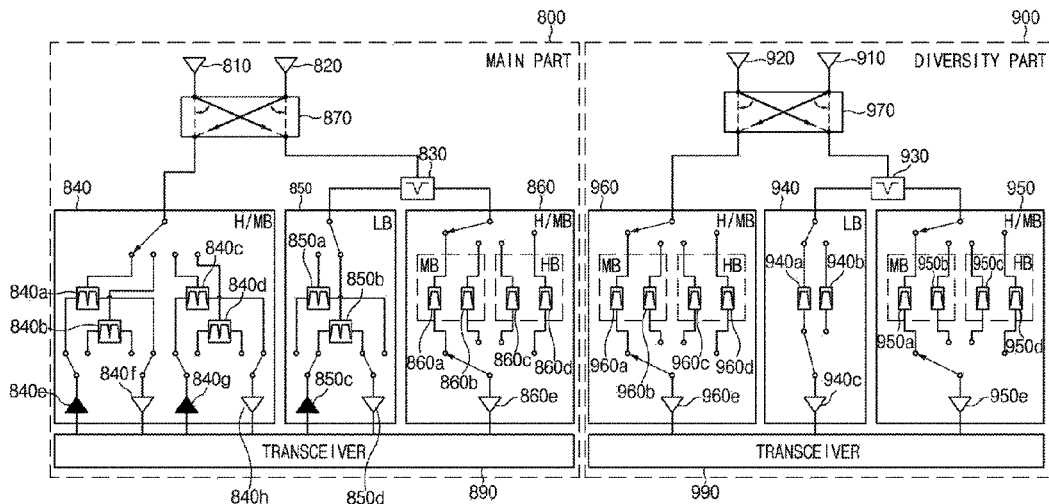 800
900
MAIN PART
DIVERSITY PART
810
820
920
910
870
970
830
930
840
850
860
960
940
950
H/MB
LB
H/MB
H/MB
LB
H/MB
840a
840b
840c
840d
850a
850b
MB
HB
MB
HB
940a
940b
MB
950b
950c
HB
860a
860b
860c
860d
960a
960b
960c
960d
950a
950d
840e
840f
840g
850c
860e
960e
940c
950e
TRANSCEIVER
TRANSCEIVER
840h
850d
890
990